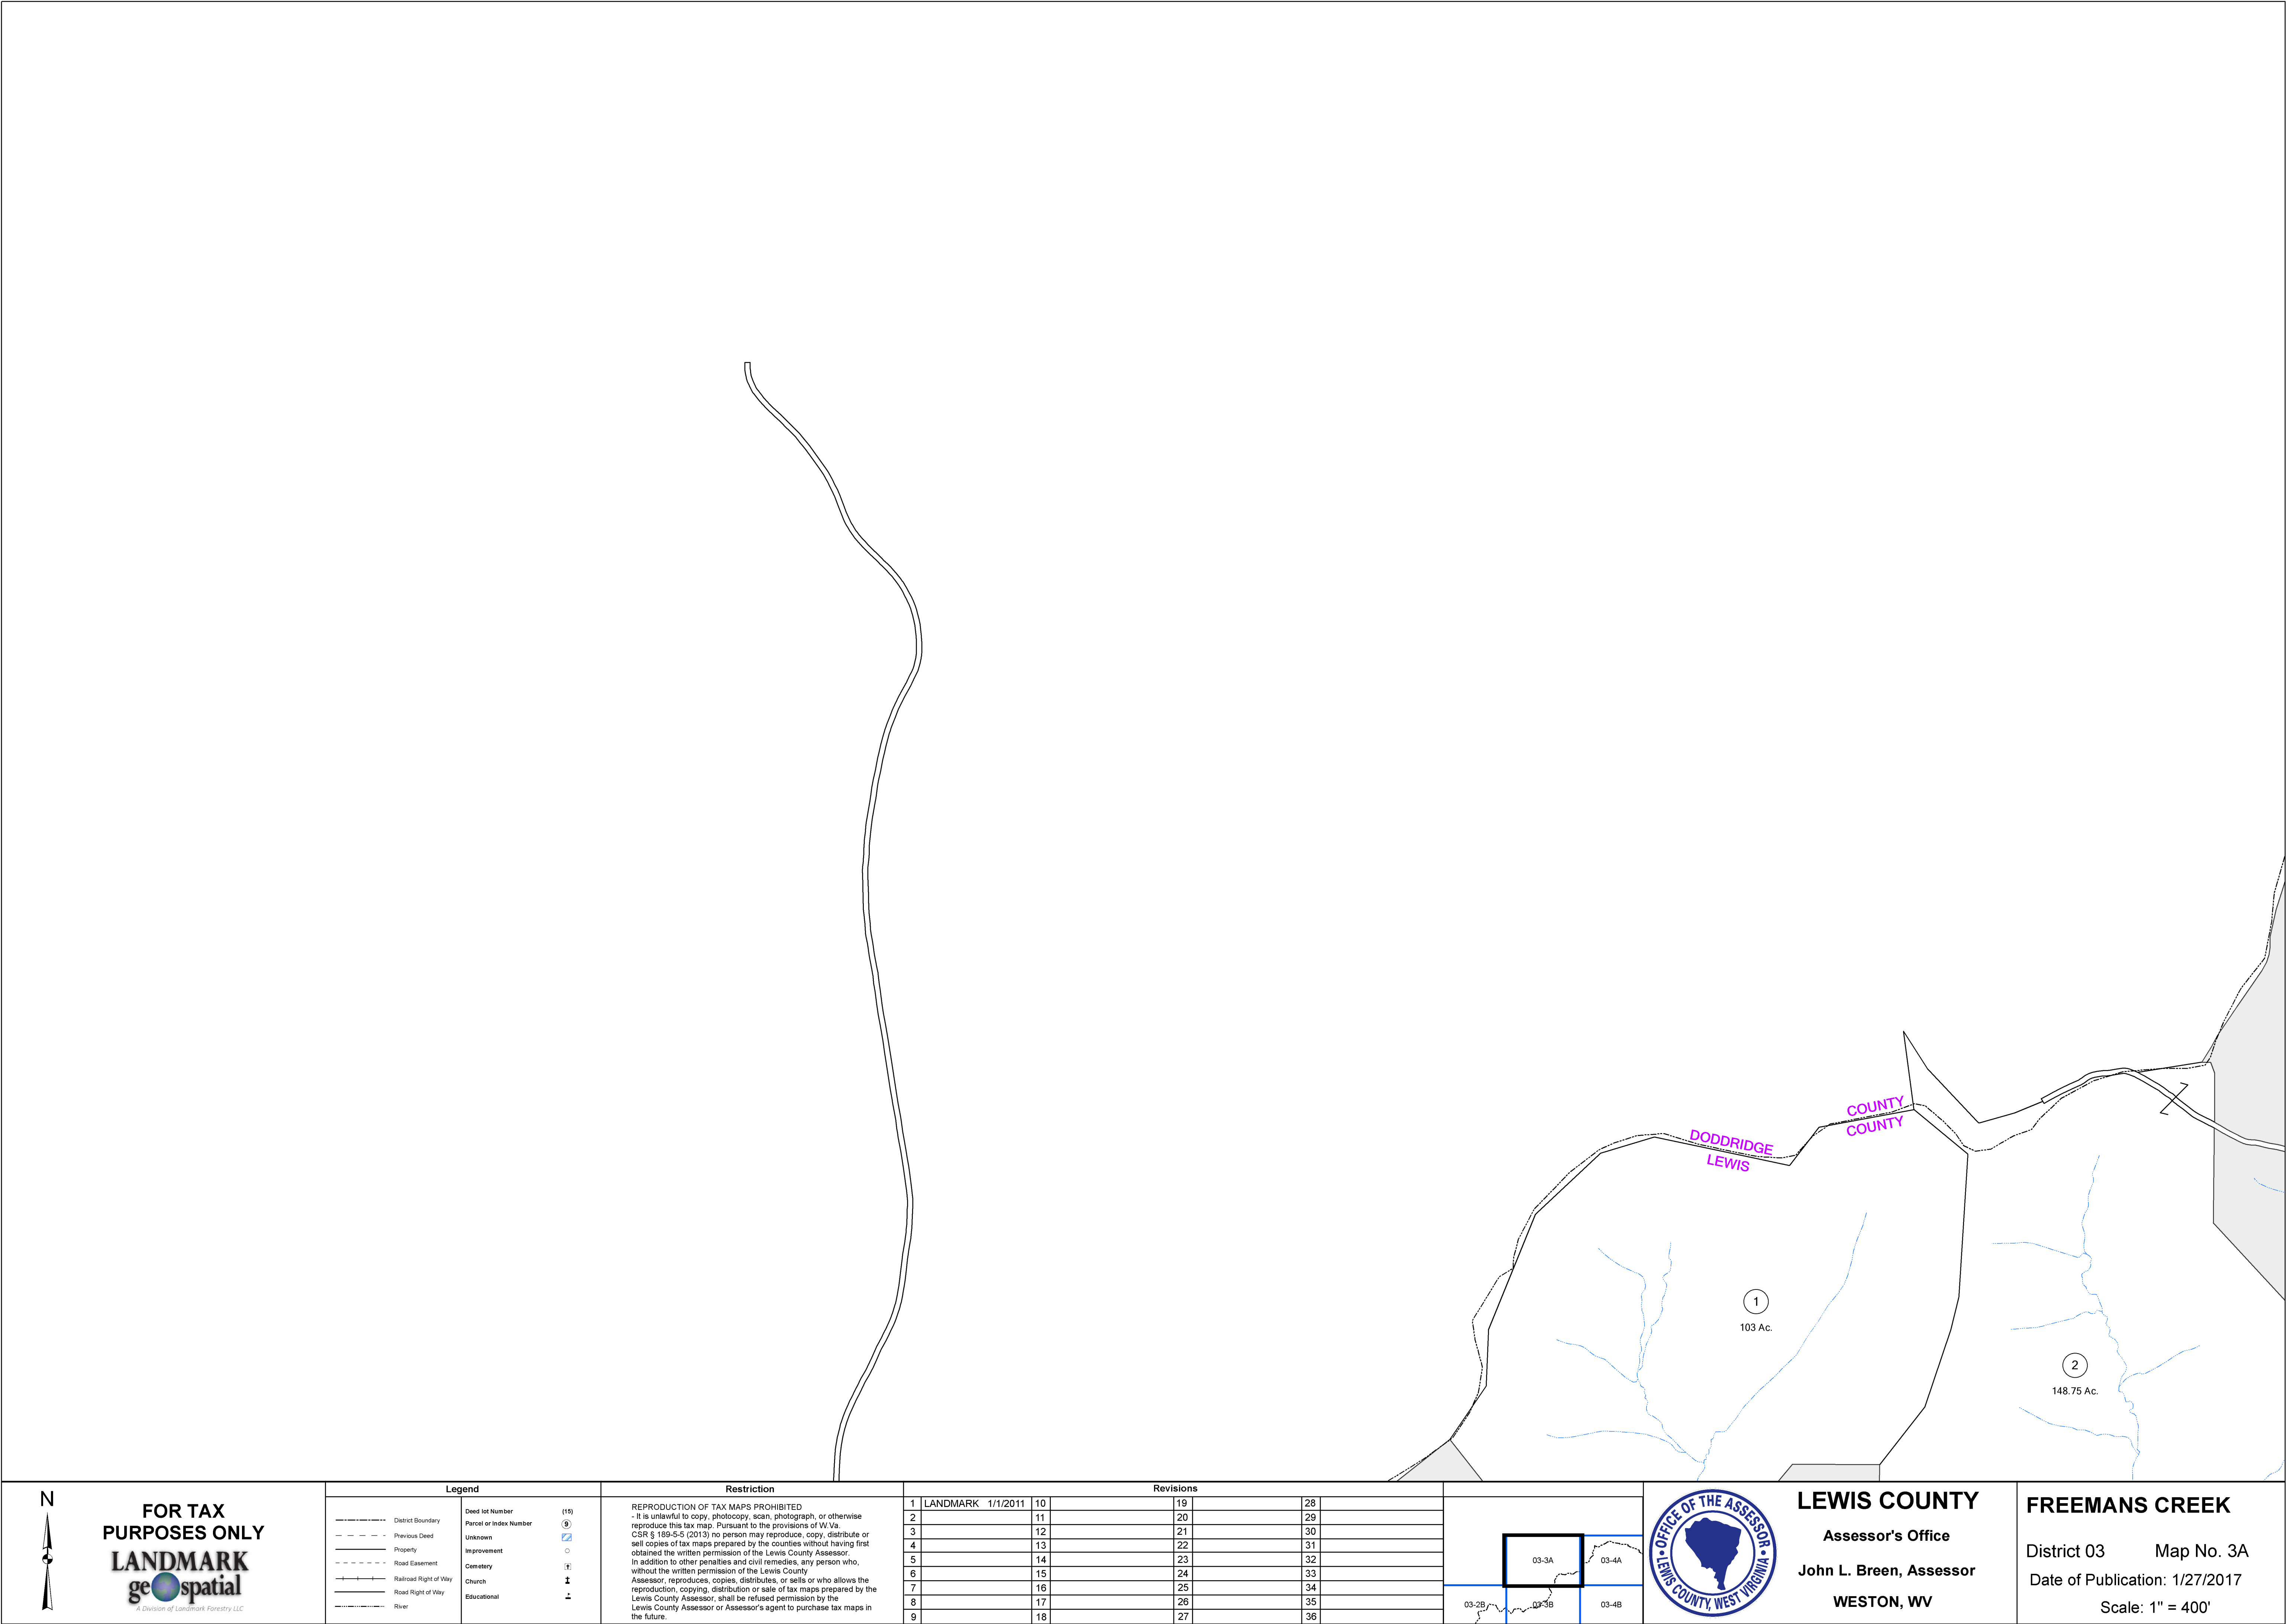 COUNTY
COUNTY
DODDRIDGE
LEWIS
1
103 Ac.
2
148.75 Ac.
N
FOR TAX
PURPOSES ONLY
LANDMARK
geospatial
A Division of Landmark Forestry LLC
Legend
District Boundary
Previous Deed
Property
Road Easement
Railroad Right of Way
Road Right of Way
River
Deed lot Number (15)
Parcel or Index Number 9
Unknown
Improvement
Cemetery
Church
Educational
Restriction
REPRODUCTION OF TAX MAPS PROHIBITED
- It is unlawful to copy, photocopy, scan, photograph, or otherwise
reproduce this tax map. Pursuant to the provisions of W.Va.
CSR § 189-5-5 (2013) no person may reproduce, copy, distribute or
sell copies of tax maps prepared by the counties without having first
obtained the written permission of the Lewis County Assessor.
In addition to other penalties and civil remedies, any person who,
without the written permission of the Lewis County
Assessor, reproduces, copies, distributes, or sells or who allows the
reproduction, copying, distribution or sale of tax maps prepared by the
Lewis County Assessor, shall be refused permission by the
Lewis County Assessor or Assessor's agent to purchase tax maps in
the future.
Revisions
1 LANDMARK 1/1/2011 10 19 28
2 11 20 29
3 12 21 30
4 13 22 31
5 14 23 32
6 15 24 33
7 16 25 34
8 17 26 35
9 18 27 36
03-3A 03-4A
03-2B 03-3B 03-4B
OFFICE OF THE ASSESSOR
LEWIS COUNTY, WEST VIRGINIA
LEWIS COUNTY
Assessor's Office
John L. Breen, Assessor
WESTON, WV
FREEMANS CREEK
District 03 Map No. 3A
Date of Publication: 1/27/2017
Scale: 1" = 400'